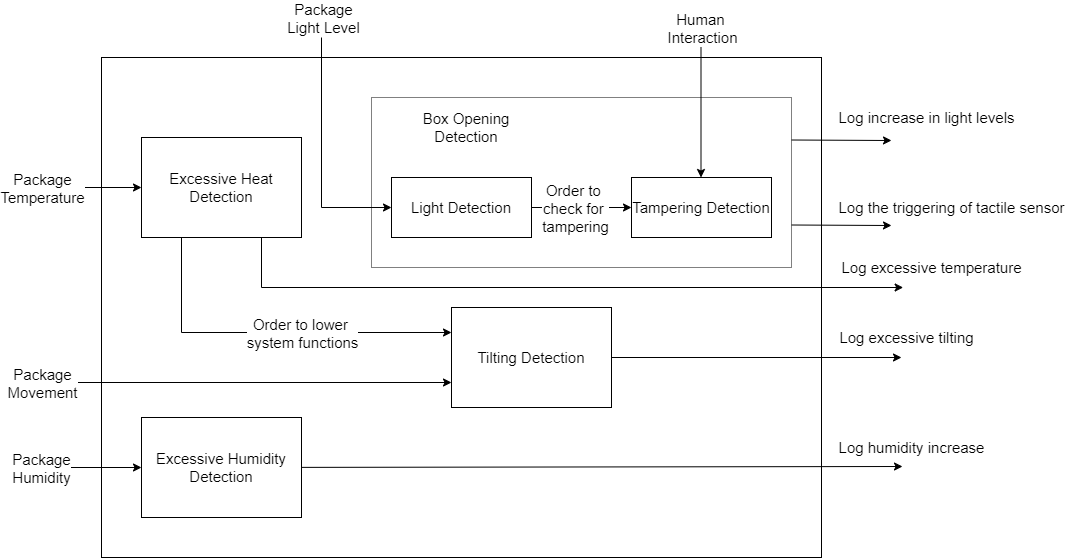 Package
Light Level
Human
Interaction
Box Opening
Detection
Log increase in light levels
Package
Temperature
Excessive Heat
Detection
Light Detection
Order to
check for
tampering
Tampering Detection
Log the triggering of tactile sensor
Log excessive temperature
Order to lower
system functions
Tilting Detection
Log excessive tilting
Package
Movement
Package
Humidity
Excessive Humidity
Detection
Log humidity increase